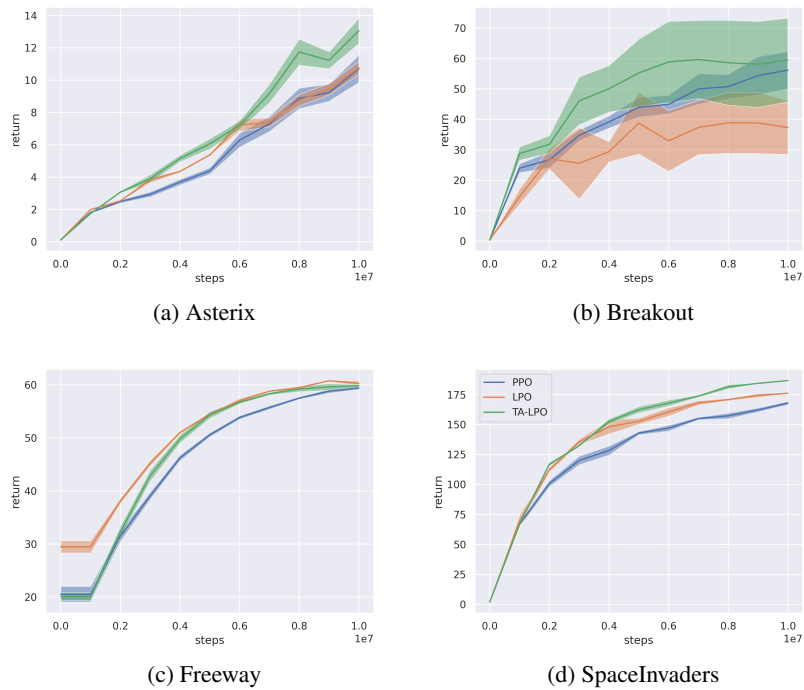 14
12
10
8
6
4
2
0
return
0.0 0.2 0.4 0.6 0.8 1.0
steps
1e7
(a) Asterix
70
60
50
40
30
20
10
0
return
0.0 0.2 0.4 0.6 0.8 1.0
steps
1e7
(b) Breakout
60
50
40
30
20
return
0.0 0.2 0.4 0.6 0.8 1.0
steps
1e7
(c) Freeway
175
150
125
100
75
50
25
0
return
PPO
LPO
TA-LPO
0.0 0.2 0.4 0.6 0.8 1.0
steps
1e7
(d) SpaceInvaders